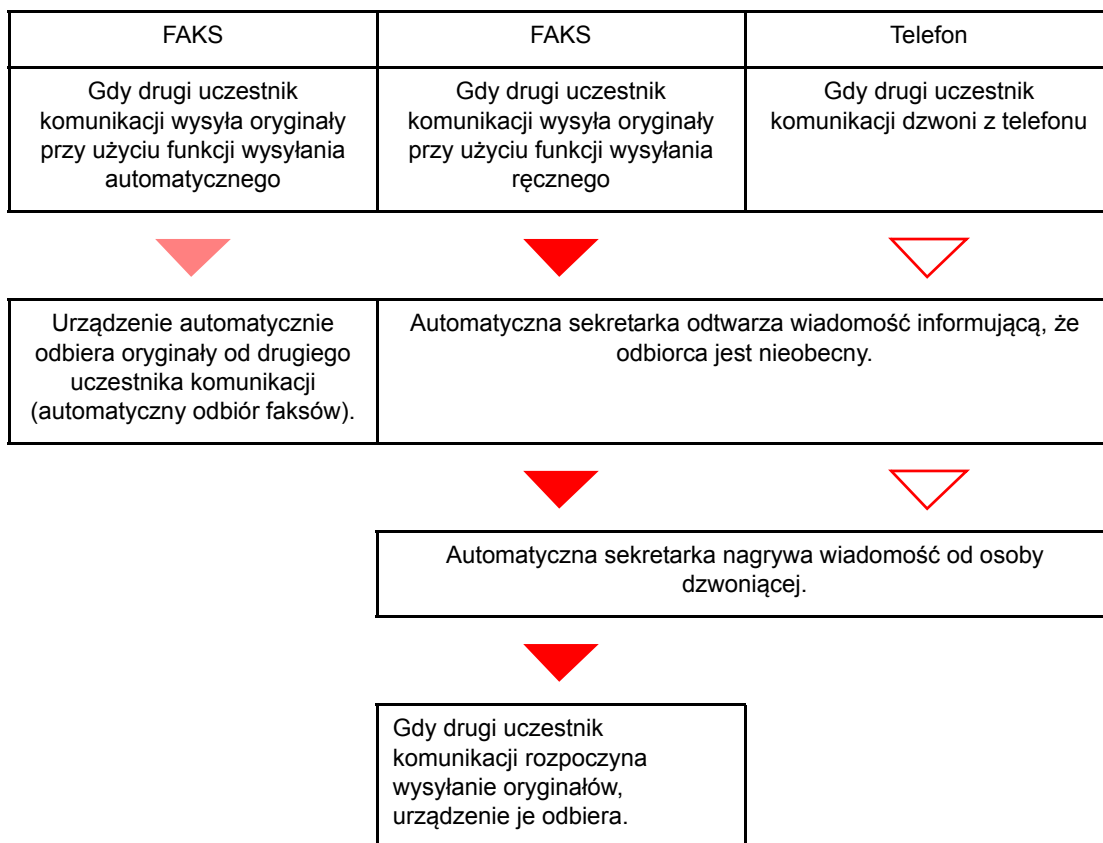 FAKS
FAKS
Telefon
Gdy drugi uczestnik
komunikacji wysyła oryginały
przy użyciu funkcji wysyłania
automatycznego
Gdy drugi uczestnik
komunikacji wysyła oryginały
przy użyciu funkcji wysyłania
ręcznego
Gdy drugi uczestnik
komunikacji dzwoni z telefonu
Urządzenie automatycznie
odbiera oryginały od drugiego
uczestnika komunikacji
(automatyczny odbiór faksów).
Automatyczna sekretarka odtwarza wiadomość informującą, że
odbiorca jest nieobecny.
Automatyczna sekretarka nagrywa wiadomość od osoby
dzwoniącej.
Gdy drugi uczestnik
komunikacji rozpoczyna
wysyłanie oryginałów,
urządzenie je odbiera.